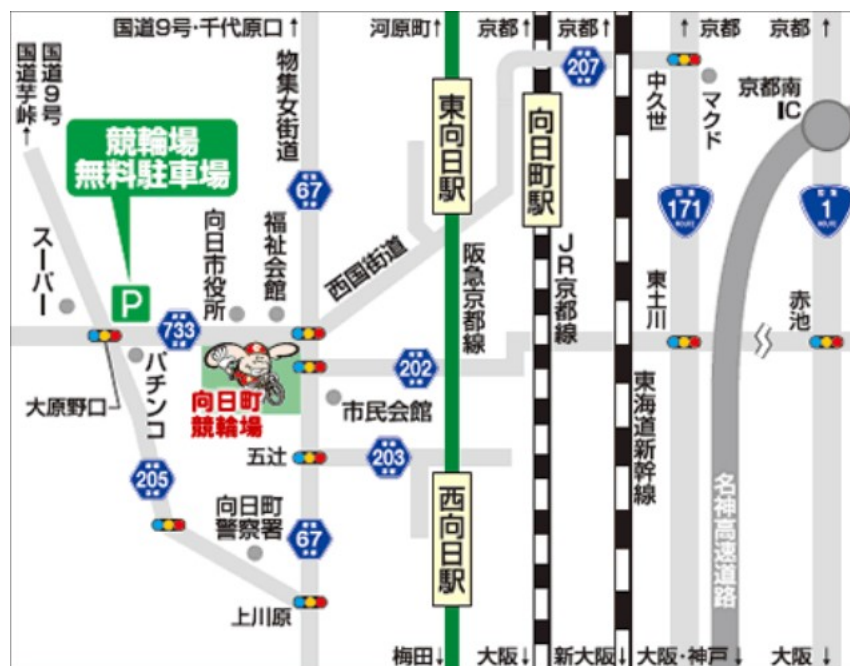 国道9号・千代原口↑
河原町↑
京都↑
京都↑
↑京都
京都↑
国道9号
国道芋峠→
物集女街道
競輪場
無料駐車場
東向日駅
向日町駅
207
中久世
マクド
京都南
IC
67
171
ROUTE
1
ROUTE
スーパー
P
向日市役所
福祉会館
西国街道
阪急京都線
JR京都線
東土川
赤池
733
パチンコ
大原野口
向日町
競輪場
202
市民会館
東海道新幹線
五辻
203
205
向日町
警察署
67
西向日駅
名神高速道路
上川原
梅田↓
大阪↓
新大阪↓
大阪・神戸↓
大阪↓